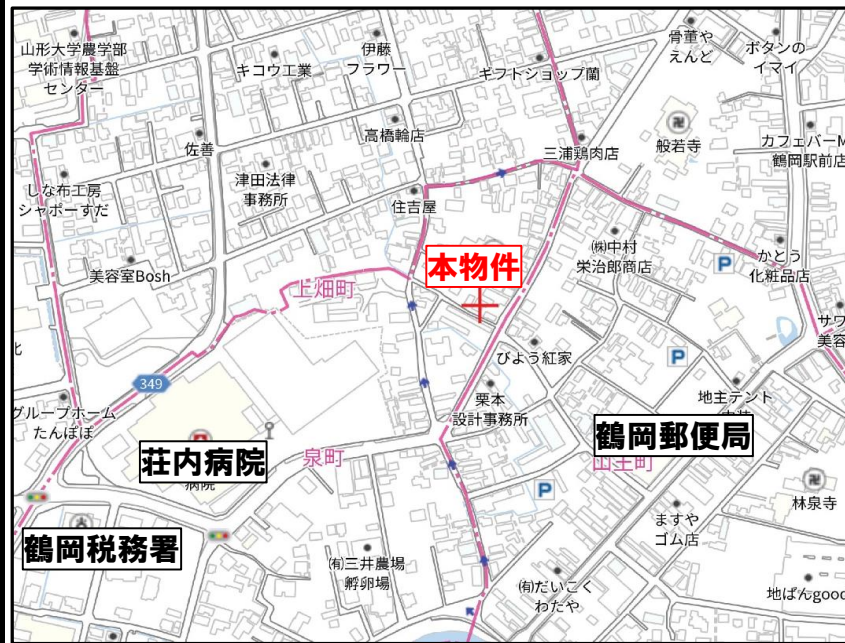 山形大学農学部
学術情報基盤
センター
キコウ工業
伊藤
フラワー
ギフトショップ蘭
骨董や
えんど
ボタンの
イマイ
佐善
高橋輪店
三浦鶏肉店
般若寺
カフェバーM
鶴岡駅前店
津田法律
事務所
しな布工房
シャポーすだ
住吉屋
㈱中村
栄治郎商店
P
かとう
化粧品店
美容室Bosh
上畑町
本物件
サワ
美容
北
349
びよう紅家
P
グループホーム
たんぽぽ
栗本
設計事務所
地主テント
鶴岡郵便局
山王町
荘内病院
病院
泉町
P
林泉寺
鶴岡税務署
ますや
ゴム店
㈲三井農場
孵卵場
㈲だいこく
わたや
地ぱんgood